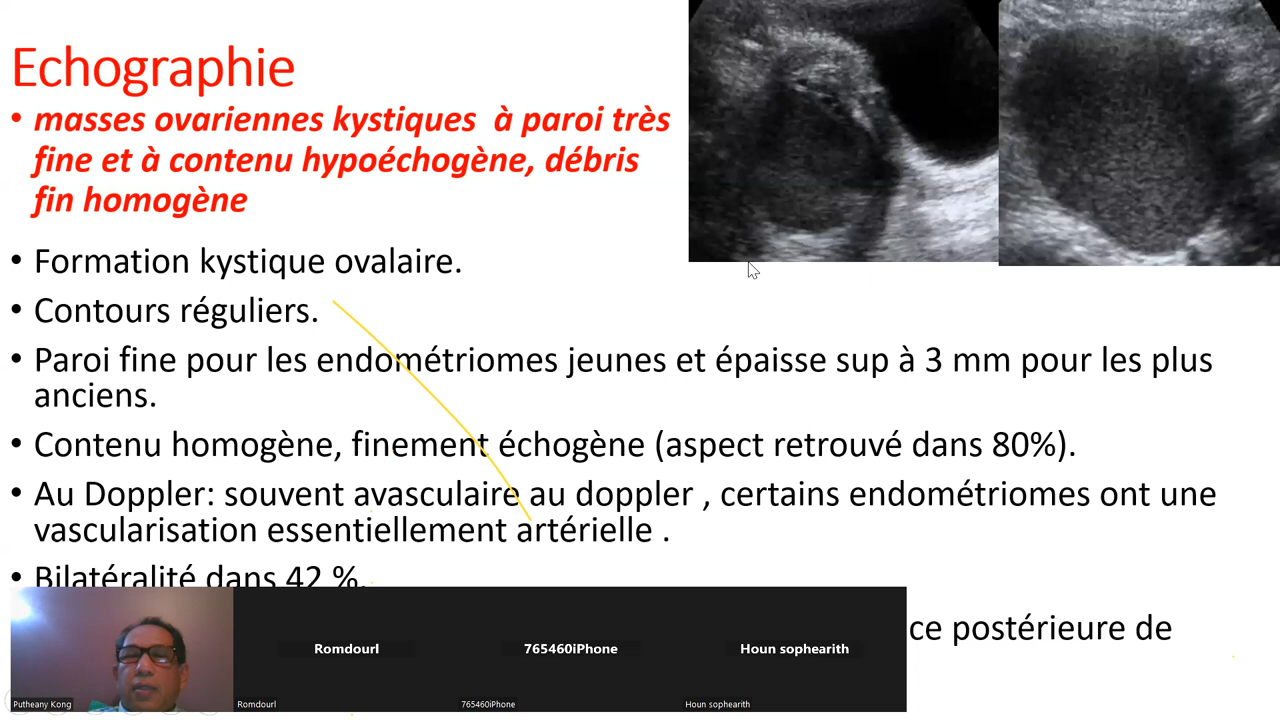 Echographie
• masses ovariennes kystiques à paroi très
fine et à contenu hypoéchogène, débris
fin homogène
• Formation kystique ovalaire.
• Contours réguliers.
• Paroi fine pour les endométriomes jeunes et épaisse sup à 3 mm pour les plus
anciens.
• Contenu homogène, finement échogène (aspect retrouvé dans 80%).
• Au Doppler: souvent avasculaire au doppler , certains endométriomes ont une
vascularisation essentiellement artérielle .
• Bilatéralité dans 42 %.
ce postérieure de
Romdourl
765460iPhone
Houn sophearith
Putheany Kong
Romdourl
765460iPhone
Houn sophearith